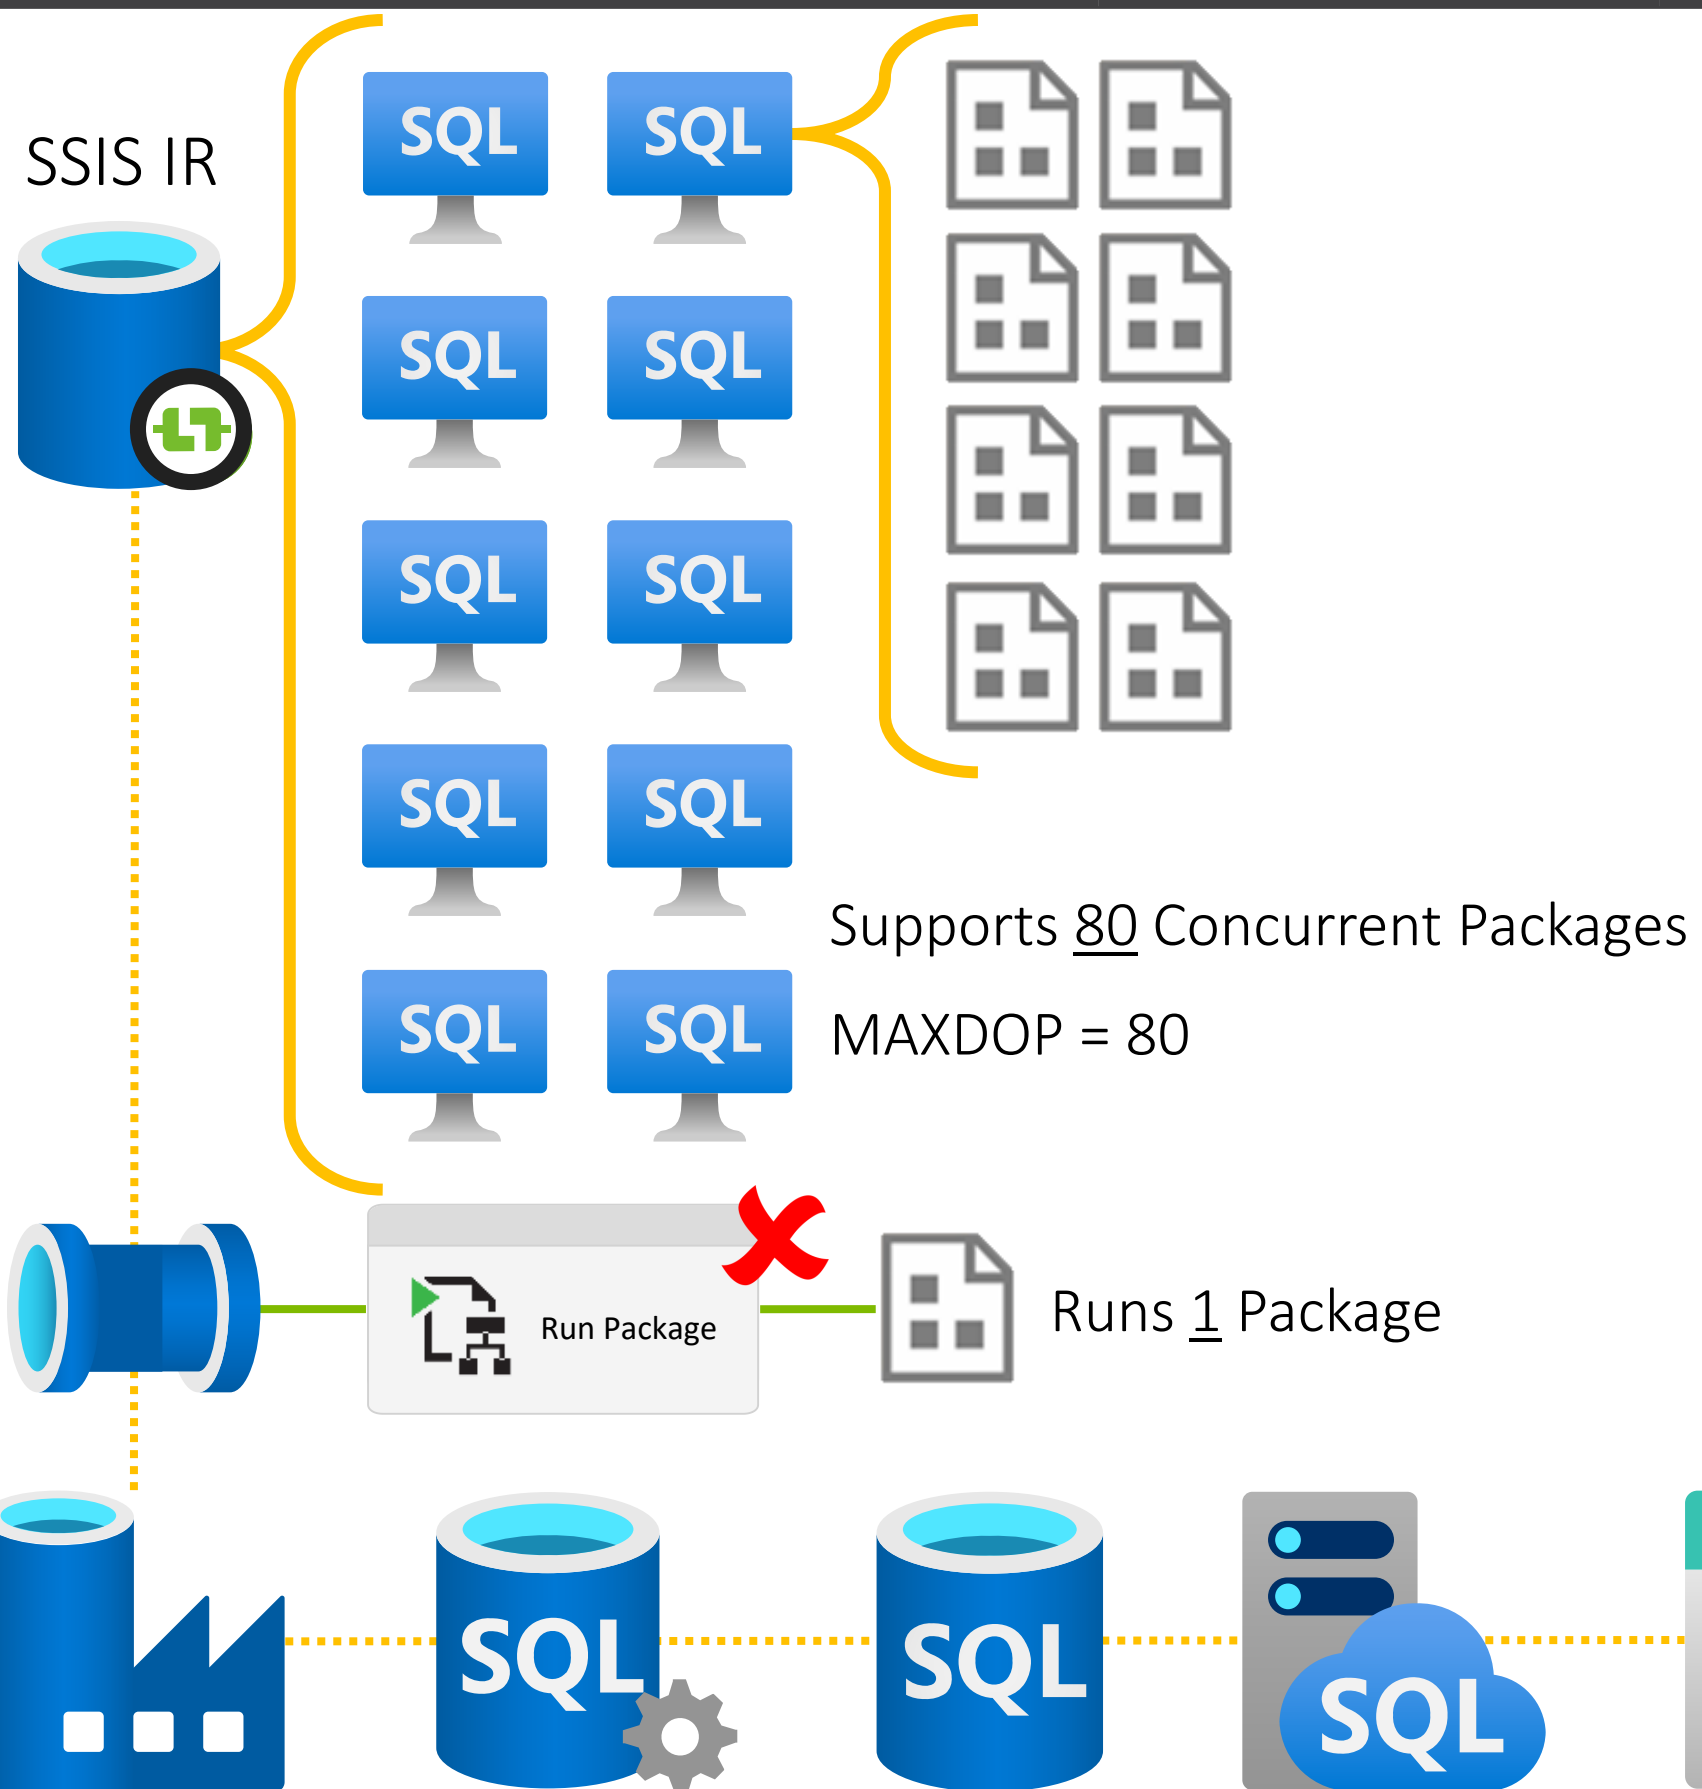 SSIS IR
SQL SQL
SQL SQL
SQL SQL
SQL SQL
SQL SQL
Supports 80 Concurrent Packages
MAXDOP = 80
Run Package
Runs 1 Package
SQL
SQL
SQL